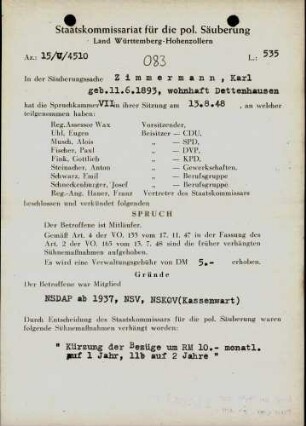 Staatskommissariat für die pol. Säuberung
Land Württemberg-Hohenzollern
Az.: 15/V/4510
083
L.: 535
In der Säuberungssache Zimmermann, Karl
geb.11.6.1893, wohnhaft Dettenhausen
hat die Spruchkammer VII in ihrer Sitzung am 13.8.48 , an welcher
teilgenommen haben:
Reg.Assessor Wax Vorsitzender,
Uhl, Eugen Beisitzer – CDU,
Munch, Alois „ – SPD,
Fischer, Paul „ – DVP,
Fink, Gottlieb „ – KPD,
Steinacher, Anton „ – Gewerkschaften,
Schwarz, Emil „ – Berufsgruppe
Schneckenburger, Josef „ – Berufsgruppe
Reg.-Ang. Hauer, Franz Vertreter des Staatskommissars
beschlossen und verkündet folgenden
SPRUCH
Der Betroffene ist Mitläufer.
Gemäß Art. 4 der VO. 133 vom 17. 11. 47 in der Fassung des
Art. 2 der VO. 165 vom 13. 7. 48 sind die früher verhängten
Sühnemaßnahmen aufgehoben.
Es wird eine Verwaltungsgebühr von DM 5.- erhoben.
Gründe
Der Betroffene war Mitglied
NSDAP ab 1937, NSV, NSKOV(Kassenwart)
Durch Entscheidung des Staatskommissars für die pol. Säuberung waren
folgende Sühnemaßnahmen verhängt worden:
" Kürzung der Bezüge um RM 10.- monatl.
auf 1 Jahr, 11b auf 2 Jahre "